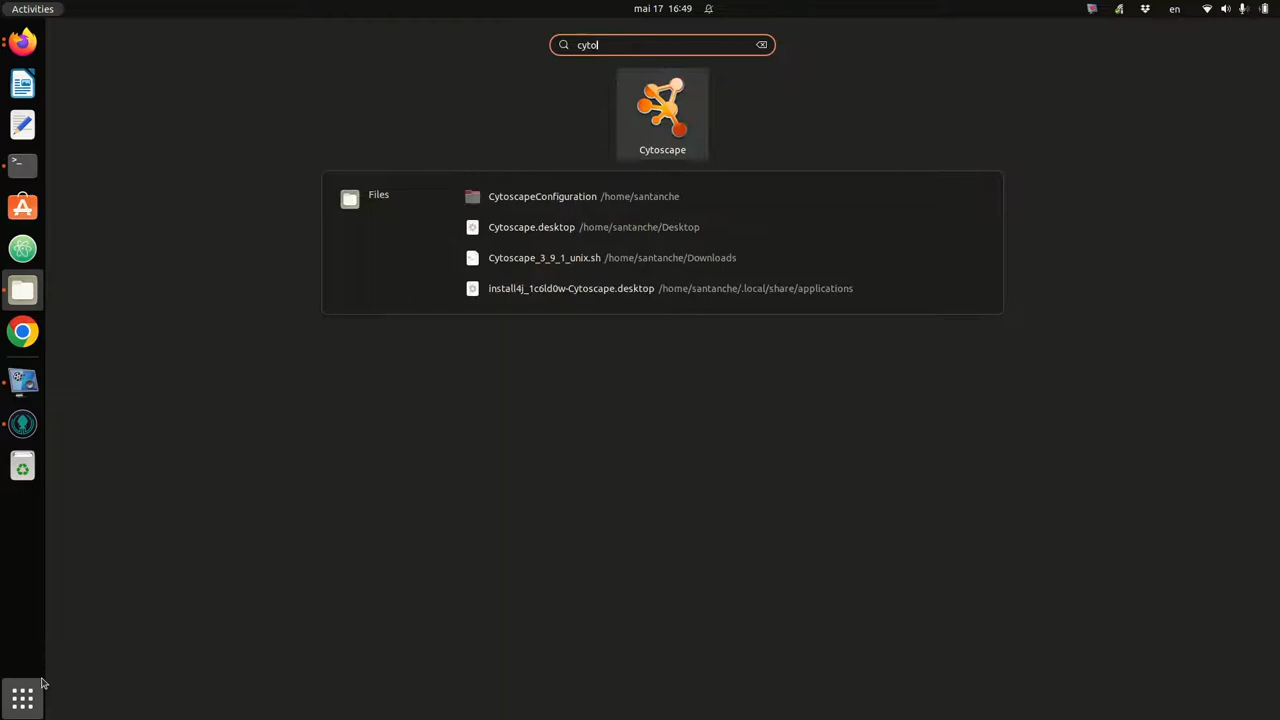 Activities
mai 17 16:49
en
cyto
Cytoscape
Files
CytoscapeConfiguration /home/santanche
Cytoscape.desktop /home/santanche/Desktop
Cytoscape_3_9_1_unix.sh /home/santanche/Downloads
install4j_1c6ld0w-Cytoscape.desktop /home/santanche/.local/share/applications